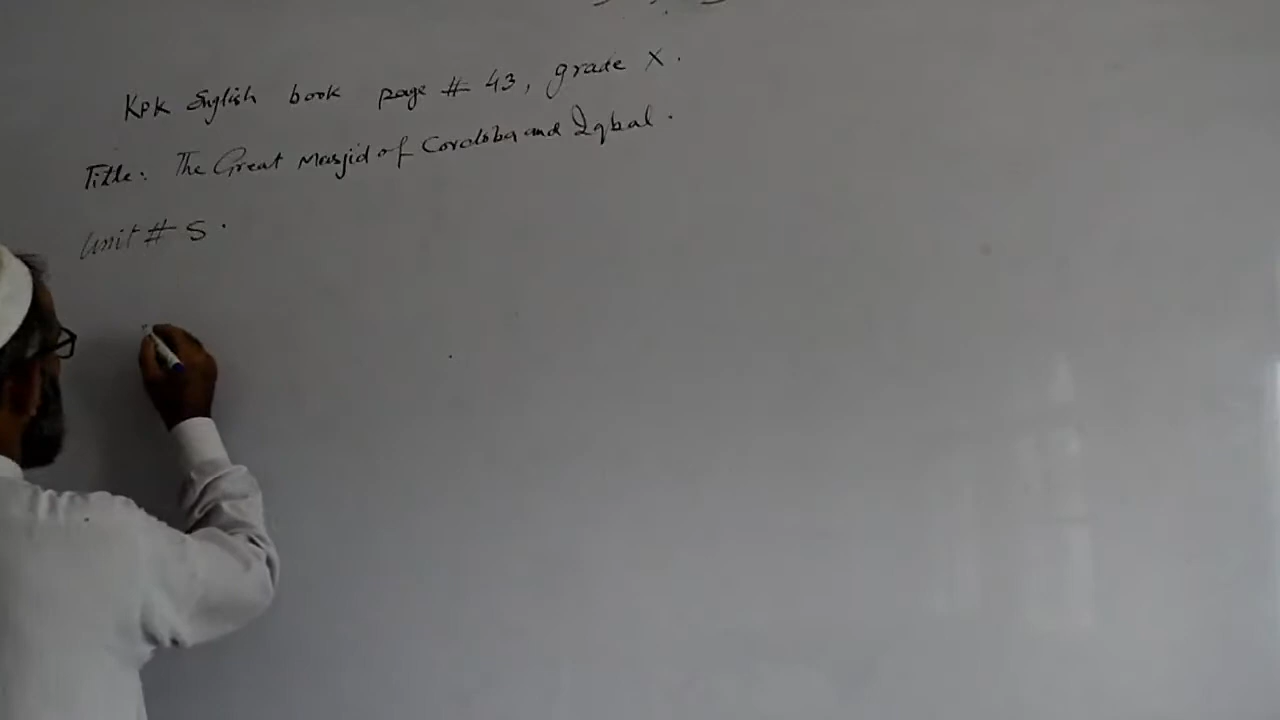 KPK English book page # 43, grade X.
Title: The Great Masjid of Cordoba and Iqbal.
Unit # 5.